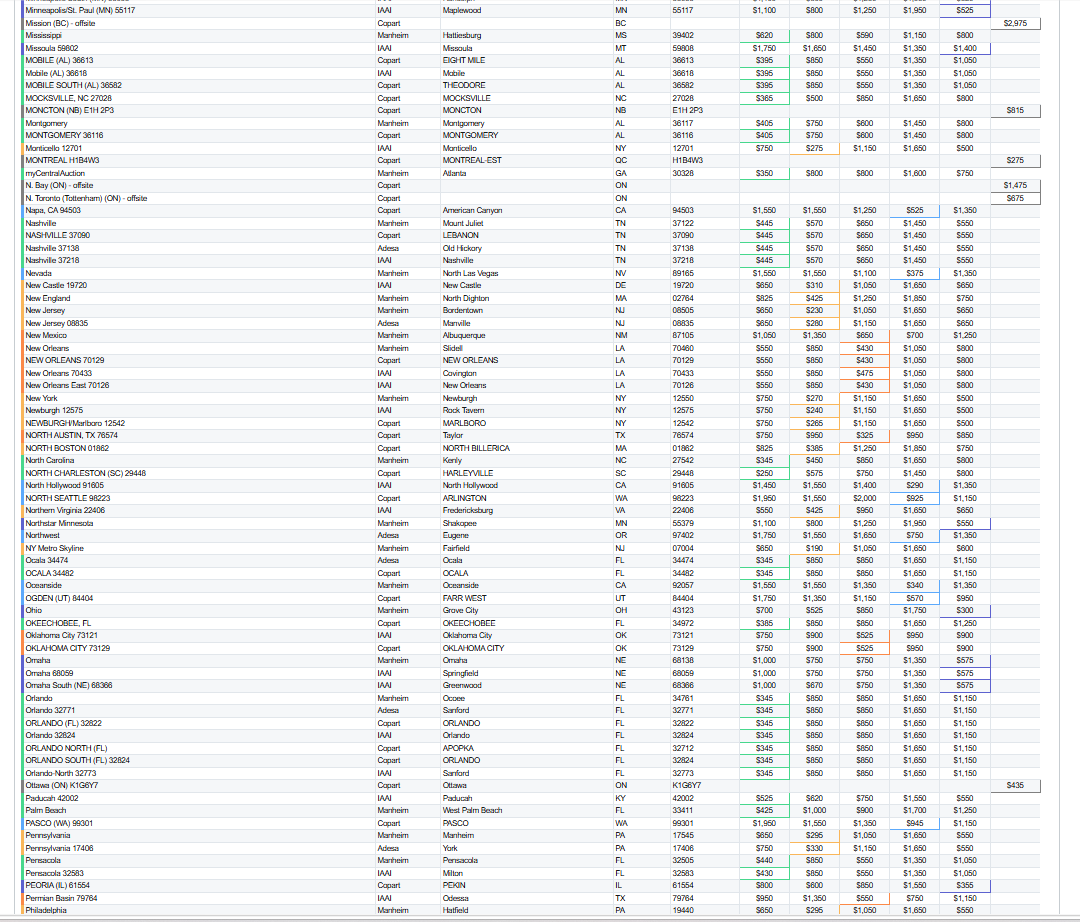 Minneapolis/St. Paul (MN) 55117 IAAI Maplewood MN 55117 $1,100 $800 $1,250 $1,950 $525
Mission (BC) - offsite Copart BC $2,975
Mississippi Manheim Hattiesburg MS 39402 $620 $800 $590 $1,150 $800
Missoula 59802 IAAI Missoula MT 59808 $1,750 $1,650 $1,450 $1,350 $1,400
MOBILE (AL) 36613 Copart EIGHT MILE AL 36613 $395 $850 $550 $1,350 $1,050
Mobile (AL) 36618 IAAI Mobile AL 36618 $395 $850 $550 $1,350 $1,050
MOBILE SOUTH (AL) 36582 Copart THEODORE AL 36582 $395 $850 $550 $1,350 $1,050
MOCKSVILLE, NC 27028 Copart MOCKSVILLE NC 27028 $365 $500 $850 $1,650 $800
MONCTON (NB) E1H 2P3 Copart MONCTON NB E1H 2P3 $815
Montgomery Manheim Montgomery AL 36117 $405 $750 $600 $1,450 $800
MONTGOMERY 36116 Copart MONTGOMERY AL 36116 $405 $750 $600 $1,450 $800
Monticello 12701 IAAI Monticello NY 12701 $750 $275 $1,150 $1,650 $500
MONTREAL H1B4W3 Copart MONTREAL-EST QC H1B4W3 $275
myCentralAuction Manheim Atlanta GA 30328 $350 $800 $800 $1,600 $750
N. Bay (ON) - offsite Copart ON $1,475
N. Toronto (Tottenham) (ON) - offsite Copart ON $675
Napa, CA 94503 Copart American Canyon CA 94503 $1,550 $1,550 $1,250 $525 $1,350
Nashville Manheim Mount Juliet TN 37122 $445 $570 $650 $1,450 $550
NASHVILLE 37090 Copart LEBANON TN 37090 $445 $570 $650 $1,450 $550
Nashville 37138 Adesa Old Hickory TN 37138 $445 $570 $650 $1,450 $550
Nashville 37218 IAAI Nashville TN 37218 $445 $570 $650 $1,450 $550
Nevada Manheim North Las Vegas NV 89165 $1,550 $1,550 $1,100 $375 $1,350
New Castle 19720 IAAI New Castle DE 19720 $650 $310 $1,050 $1,650 $650
New England Manheim North Dighton MA 02764 $825 $425 $1,250 $1,850 $750
New Jersey Manheim Bordentown NJ 08505 $650 $230 $1,050 $1,650 $650
New Jersey 08835 Adesa Manville NJ 08835 $650 $280 $1,150 $1,650 $650
New Mexico Manheim Albuquerque NM 87105 $1,050 $1,350 $650 $700 $1,250
New Orleans Manheim Slidell LA 70460 $550 $850 $430 $1,050 $800
NEW ORLEANS 70129 Copart NEW ORLEANS LA 70129 $550 $850 $430 $1,050 $800
New Orleans 70433 IAAI Covington LA 70433 $550 $850 $475 $1,050 $800
New Orleans East 70126 IAAI New Orleans LA 70126 $550 $850 $430 $1,050 $800
New York Manheim Newburgh NY 12550 $750 $270 $1,150 $1,650 $500
Newburgh 12575 IAAI Rock Tavern NY 12575 $750 $240 $1,150 $1,650 $500
NEWBURGH/Marlboro 12542 Copart MARLBORO NY 12542 $750 $265 $1,150 $1,650 $500
NORTH AUSTIN, TX 76574 Copart Taylor TX 76574 $750 $950 $325 $950 $850
NORTH BOSTON 01862 Copart NORTH BILLERICA MA 01862 $825 $385 $1,250 $1,850 $750
North Carolina Manheim Kenly NC 27542 $345 $450 $850 $1,650 $800
NORTH CHARLESTON (SC) 29448 Copart HARLEYVILLE SC 29448 $250 $575 $750 $1,450 $800
North Hollywood 91605 IAAI North Hollywood CA 91605 $1,450 $1,550 $1,400 $290 $1,350
NORTH SEATTLE 98223 Copart ARLINGTON WA 98223 $1,950 $1,550 $2,000 $925 $1,150
Northern Virginia 22406 IAAI Fredericksburg VA 22406 $550 $425 $950 $1,650 $650
Northstar Minnesota Manheim Shakopee MN 55379 $1,100 $800 $1,250 $1,950 $550
Northwest Adesa Eugene OR 97402 $1,750 $1,550 $1,650 $750 $1,350
NY Metro Skyline Manheim Fairfield NJ 07004 $650 $190 $1,050 $1,650 $600
Ocala 34474 Adesa Ocala FL 34474 $345 $850 $850 $1,650 $1,150
OCALA 34482 Copart OCALA FL 34482 $345 $850 $850 $1,650 $1,150
Oceanside Manheim Oceanside CA 92057 $1,550 $1,550 $1,350 $340 $1,350
OGDEN (UT) 84404 Copart FARR WEST UT 84404 $1,750 $1,350 $1,150 $570 $950
Ohio Manheim Grove City OH 43123 $700 $525 $850 $1,750 $300
OKEECHOBEE, FL Copart OKEECHOBEE FL 34972 $385 $850 $850 $1,650 $1,250
Oklahoma City 73121 IAAI Oklahoma City OK 73121 $750 $900 $525 $950 $900
OKLAHOMA CITY 73129 Copart OKLAHOMA CITY OK 73129 $750 $900 $525 $950 $900
Omaha Manheim Omaha NE 68138 $1,000 $750 $750 $1,350 $575
Omaha 68059 IAAI Springfield NE 68059 $1,000 $750 $750 $1,350 $575
Omaha South (NE) 68366 IAAI Greenwood NE 68366 $1,000 $670 $750 $1,350 $575
Orlando Manheim Ocoee FL 34761 $345 $850 $850 $1,650 $1,150
Orlando 32771 Adesa Sanford FL 32771 $345 $850 $850 $1,650 $1,150
ORLANDO (FL) 32822 Copart ORLANDO FL 32822 $345 $850 $850 $1,650 $1,150
Orlando 32824 IAAI Orlando FL 32824 $345 $850 $850 $1,650 $1,150
ORLANDO NORTH (FL) Copart APOPKA FL 32712 $345 $850 $850 $1,650 $1,150
ORLANDO SOUTH (FL) 32824 Copart ORLANDO FL 32824 $345 $850 $850 $1,650 $1,150
Orlando-North 32773 IAAI Sanford FL 32773 $345 $850 $850 $1,650 $1,150
Ottawa (ON) K1G6Y7 Copart Ottawa ON K1G6Y7 $435
Paducah 42002 IAAI Paducah KY 42002 $525 $620 $750 $1,550 $550
Palm Beach Manheim West Palm Beach FL 33411 $425 $1,000 $900 $1,700 $1,250
PASCO (WA) 99301 Copart PASCO WA 99301 $1,950 $1,550 $1,350 $945 $1,150
Pennsylvania Manheim Manheim PA 17545 $650 $295 $1,050 $1,650 $550
Pennsylvania 17406 Adesa York PA 17406 $750 $330 $1,150 $1,650 $550
Pensacola Manheim Pensacola FL 32505 $440 $850 $550 $1,350 $1,050
Pensacola 32583 IAAI Milton FL 32583 $430 $850 $550 $1,350 $1,050
PEORIA (IL) 61554 Copart PEKIN IL 61554 $800 $600 $850 $1,550 $355
Permian Basin 79764 IAAI Odessa TX 79764 $950 $1,350 $550 $750 $1,150
Philadelphia Manheim Hatfield PA 19440 $650 $295 $1,050 $1,650 $550